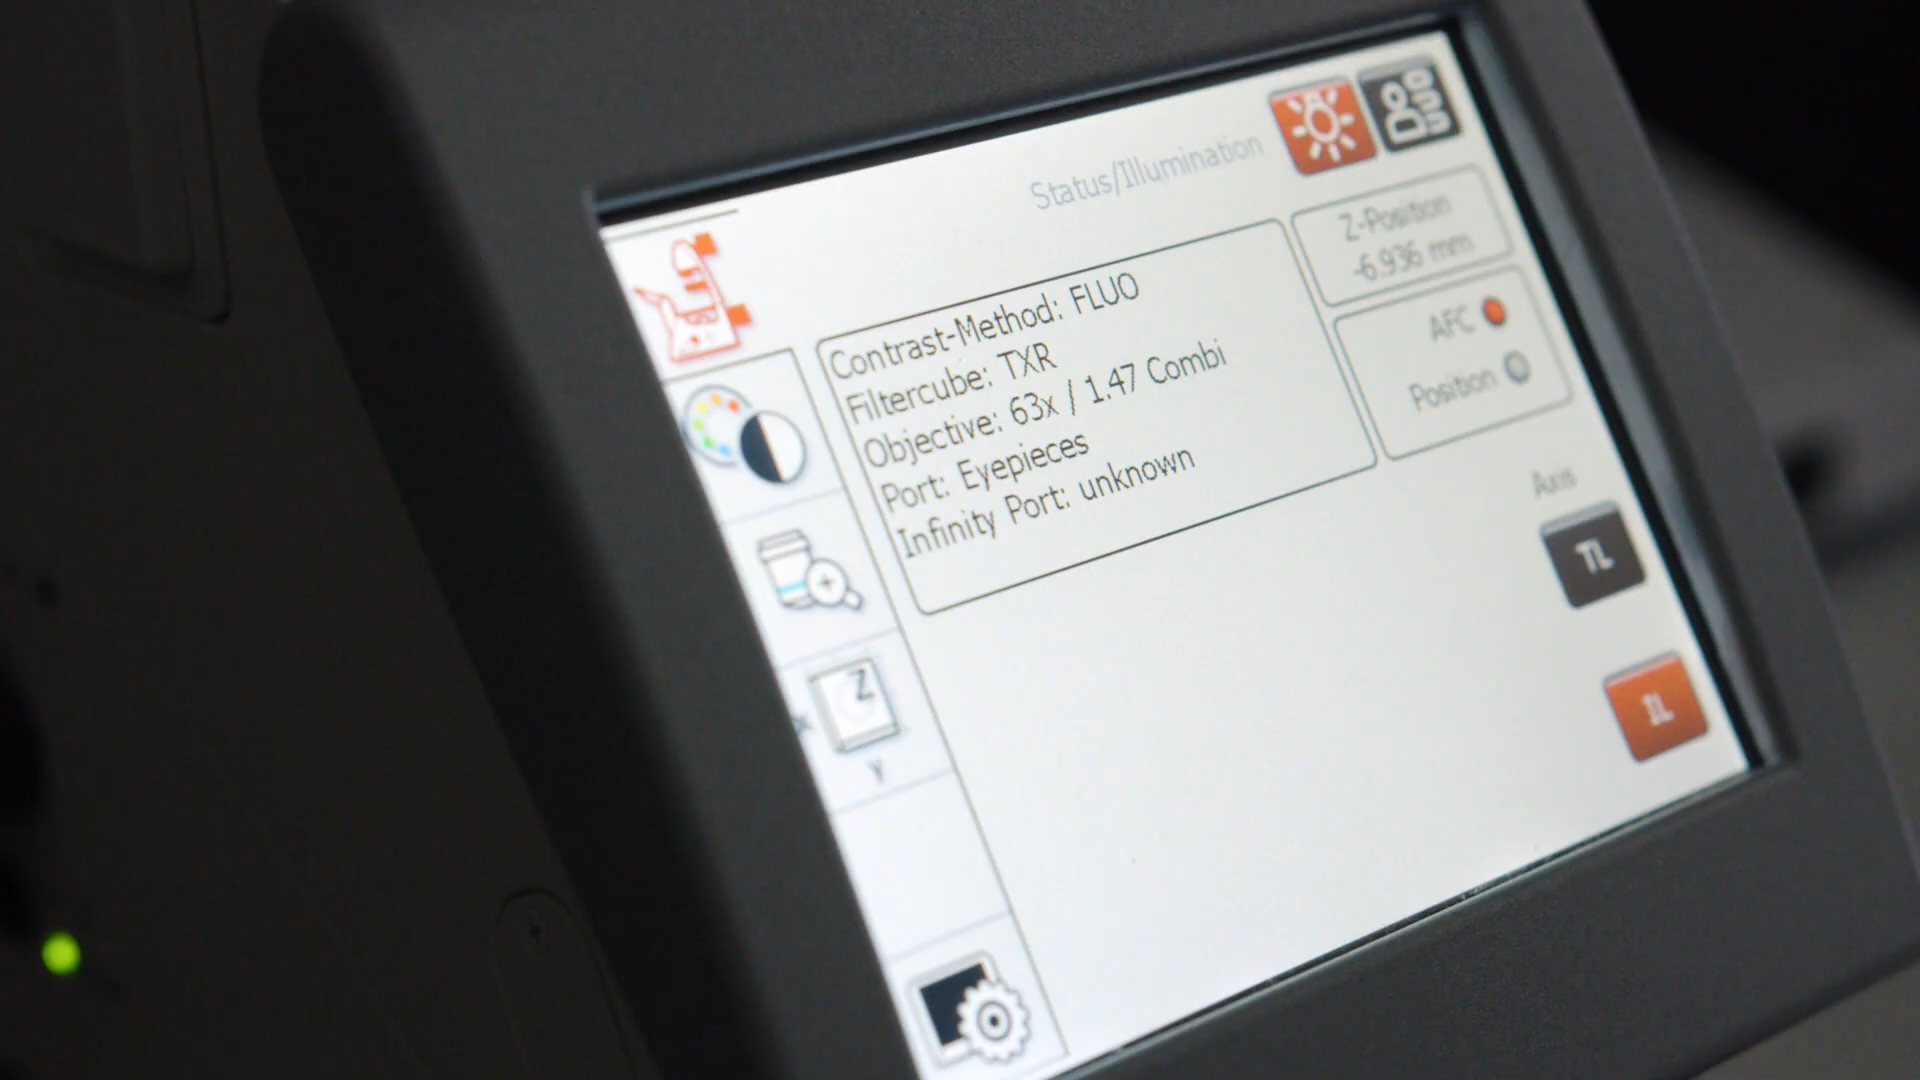 Status/Illumination
Contrast-Method: FLUO
Filtercube: TXR
Objective: 63x / 1.47 Combi
Port: Eyepieces
Infinity Port: unknown
Z-Position
-6.936 mm
AFC
Position
Axis
TL
IL
Z
X
Y